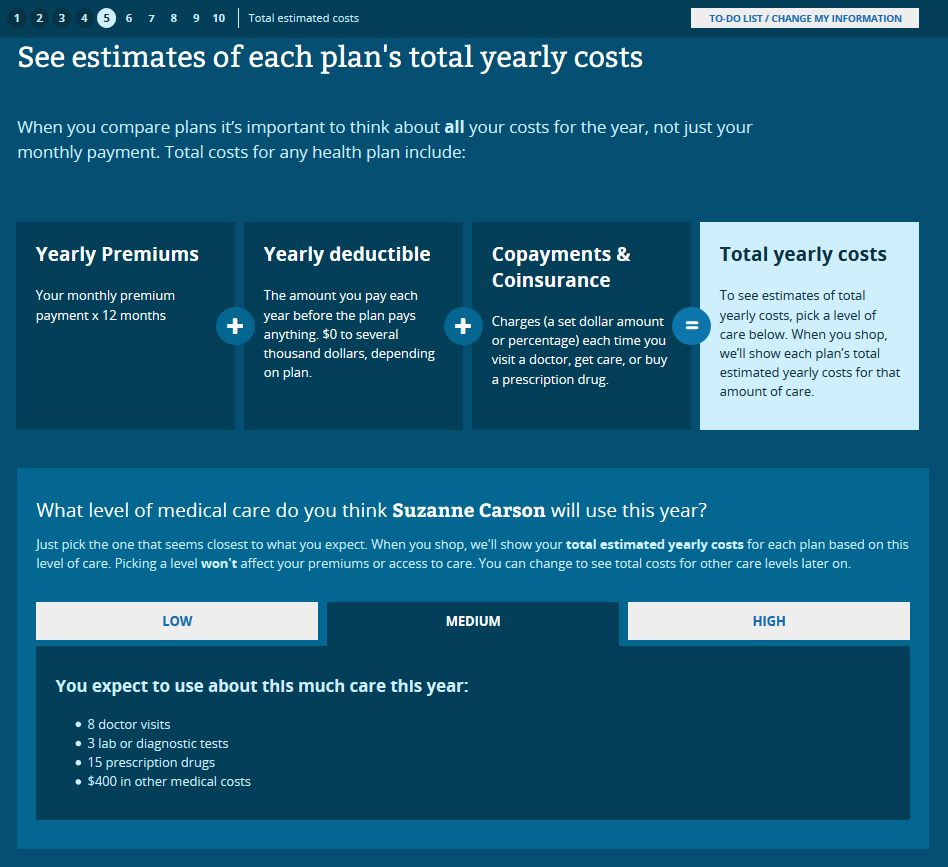 1 2 3 4 5 6 7 8 9 10 Total estimated costs
TO-DO LIST / CHANGE MY INFORMATION
See estimates of each plan's total yearly costs
When you compare plans it's important to think about all your costs for the year, not just your
monthly payment. Total costs for any health plan include:
Yearly Premiums
Your monthly premium
payment x 12 months
+
Yearly deductible
The amount you pay each
year before the plan pays
anything. $0 to several
thousand dollars, depending
on plan.
+
Copayments &
Coinsurance
Charges (a set dollar amount
or percentage) each time you
visit a doctor, get care, or buy
a prescription drug.
=
Total yearly costs
To see estimates of total
yearly costs, pick a level of
care below. When you shop,
we'll show each plan's total
estimated yearly costs for that
amount of care.
What level of medical care do you think Suzanne Carson will use this year?
Just pick the one that seems closest to what you expect. When you shop, we'll show your total estimated yearly costs for each plan based on this
level of care. Picking a level won't affect your premiums or access to care. You can change to see total costs for other care levels later on.
LOW
MEDIUM
HIGH
You expect to use about this much care this year:
• 8 doctor visits
• 3 lab or diagnostic tests
• 15 prescription drugs
• $400 in other medical costs